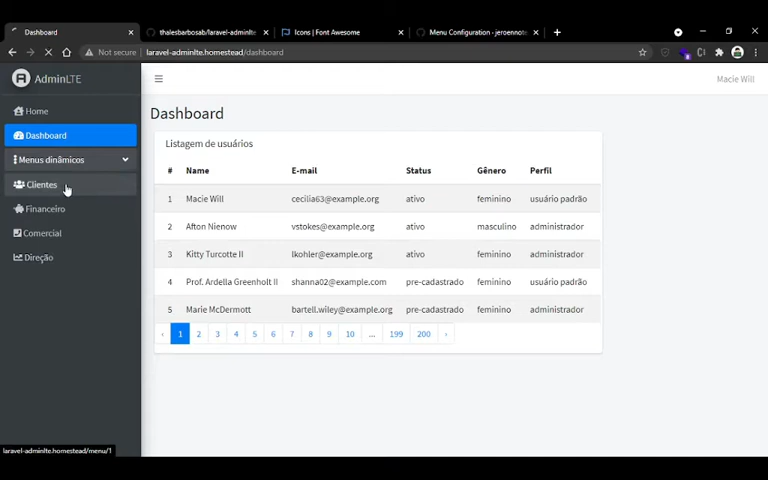 Dashboard
thalesbarbosab/laravel-adminlte
Icons | Font Awesome
Menu Configuration - jeroennote
Not secure | laravel-adminlte.homestead/dashboard
AdminLTE
Macie Will
Home
Dashboard
Menus dinâmicos
Clientes
Financeiro
Comercial
Direção
Dashboard
Listagem de usuários
# Name E-mail Status Gênero Perfil
1 Macie Will cecilia63@example.org ativo feminino usuário padrão
2 Afton Nienow vstokes@example.org ativo masculino administrador
3 Kitty Turcotte II lkohler@example.org ativo feminino administrador
4 Prof. Ardella Greenholt II shanna02@example.com pre-cadastrado feminino usuário padrão
5 Marie McDermott bartell.wiley@example.org pre-cadastrado feminino administrador
‹ 1 2 3 4 5 6 7 8 9 10 ... 199 200 ‹
laravel-adminlte.homestead/menu/1